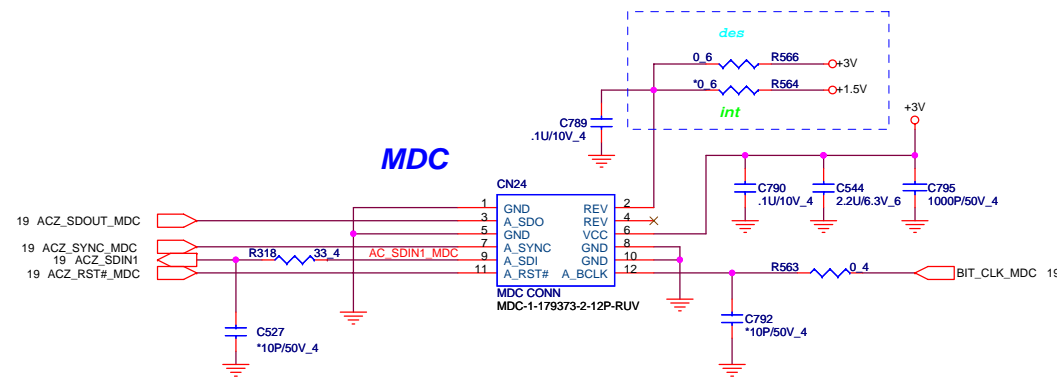 des
0_6 R566 +3V
*0_6 R564 +1.5V
int
+3V
C789
.1U/10V_4
MDC
C790
.1U/10V_4
C544
2.2U/6.3V_6
C795
1000P/50V_4
CN24
1 GND REV 2
19 ACZ_SDOUT_MDC 3 A_SDO REV 4
5 GND VCC 6
19 ACZ_SYNC_MDC 7 A_SYNC GND 8
19 ACZ_SDIN1 R318 33_4 AC_SDIN1_MDC 9 A_SDI GND 10
19 ACZ_RST#_MDC 11 A_RST# A_BCLK 12 R563 0_4 BIT_CLK_MDC 19
MDC CONN
MDC-1-179373-2-12P-RUV
C527
*10P/50V_4
C792
*10P/50V_4